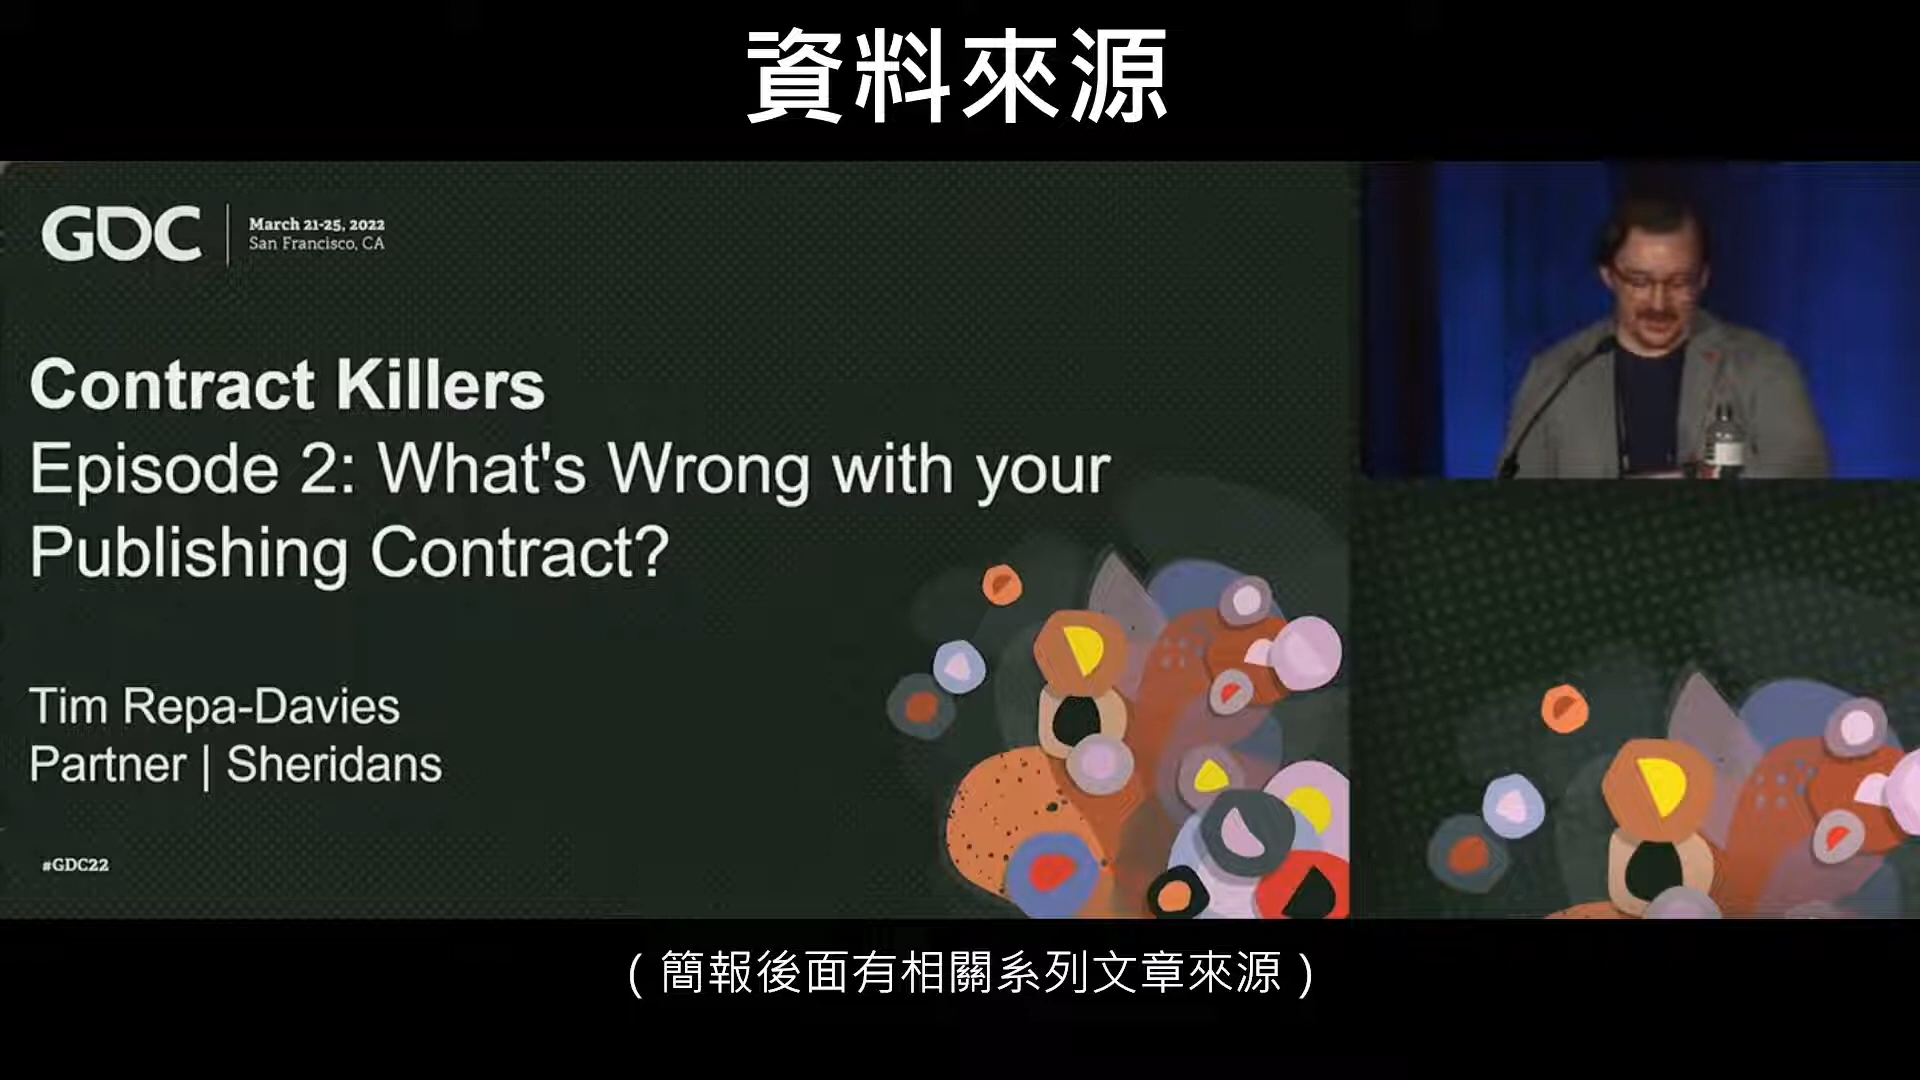 資料來源
GDC
March 21-25, 2022
San Francisco, CA
Contract Killers
Episode 2: What's Wrong with your
Publishing Contract?
Tim Repa-Davies
Partner | Sheridans
#GDC22
(簡報後面有相關系列文章來源)